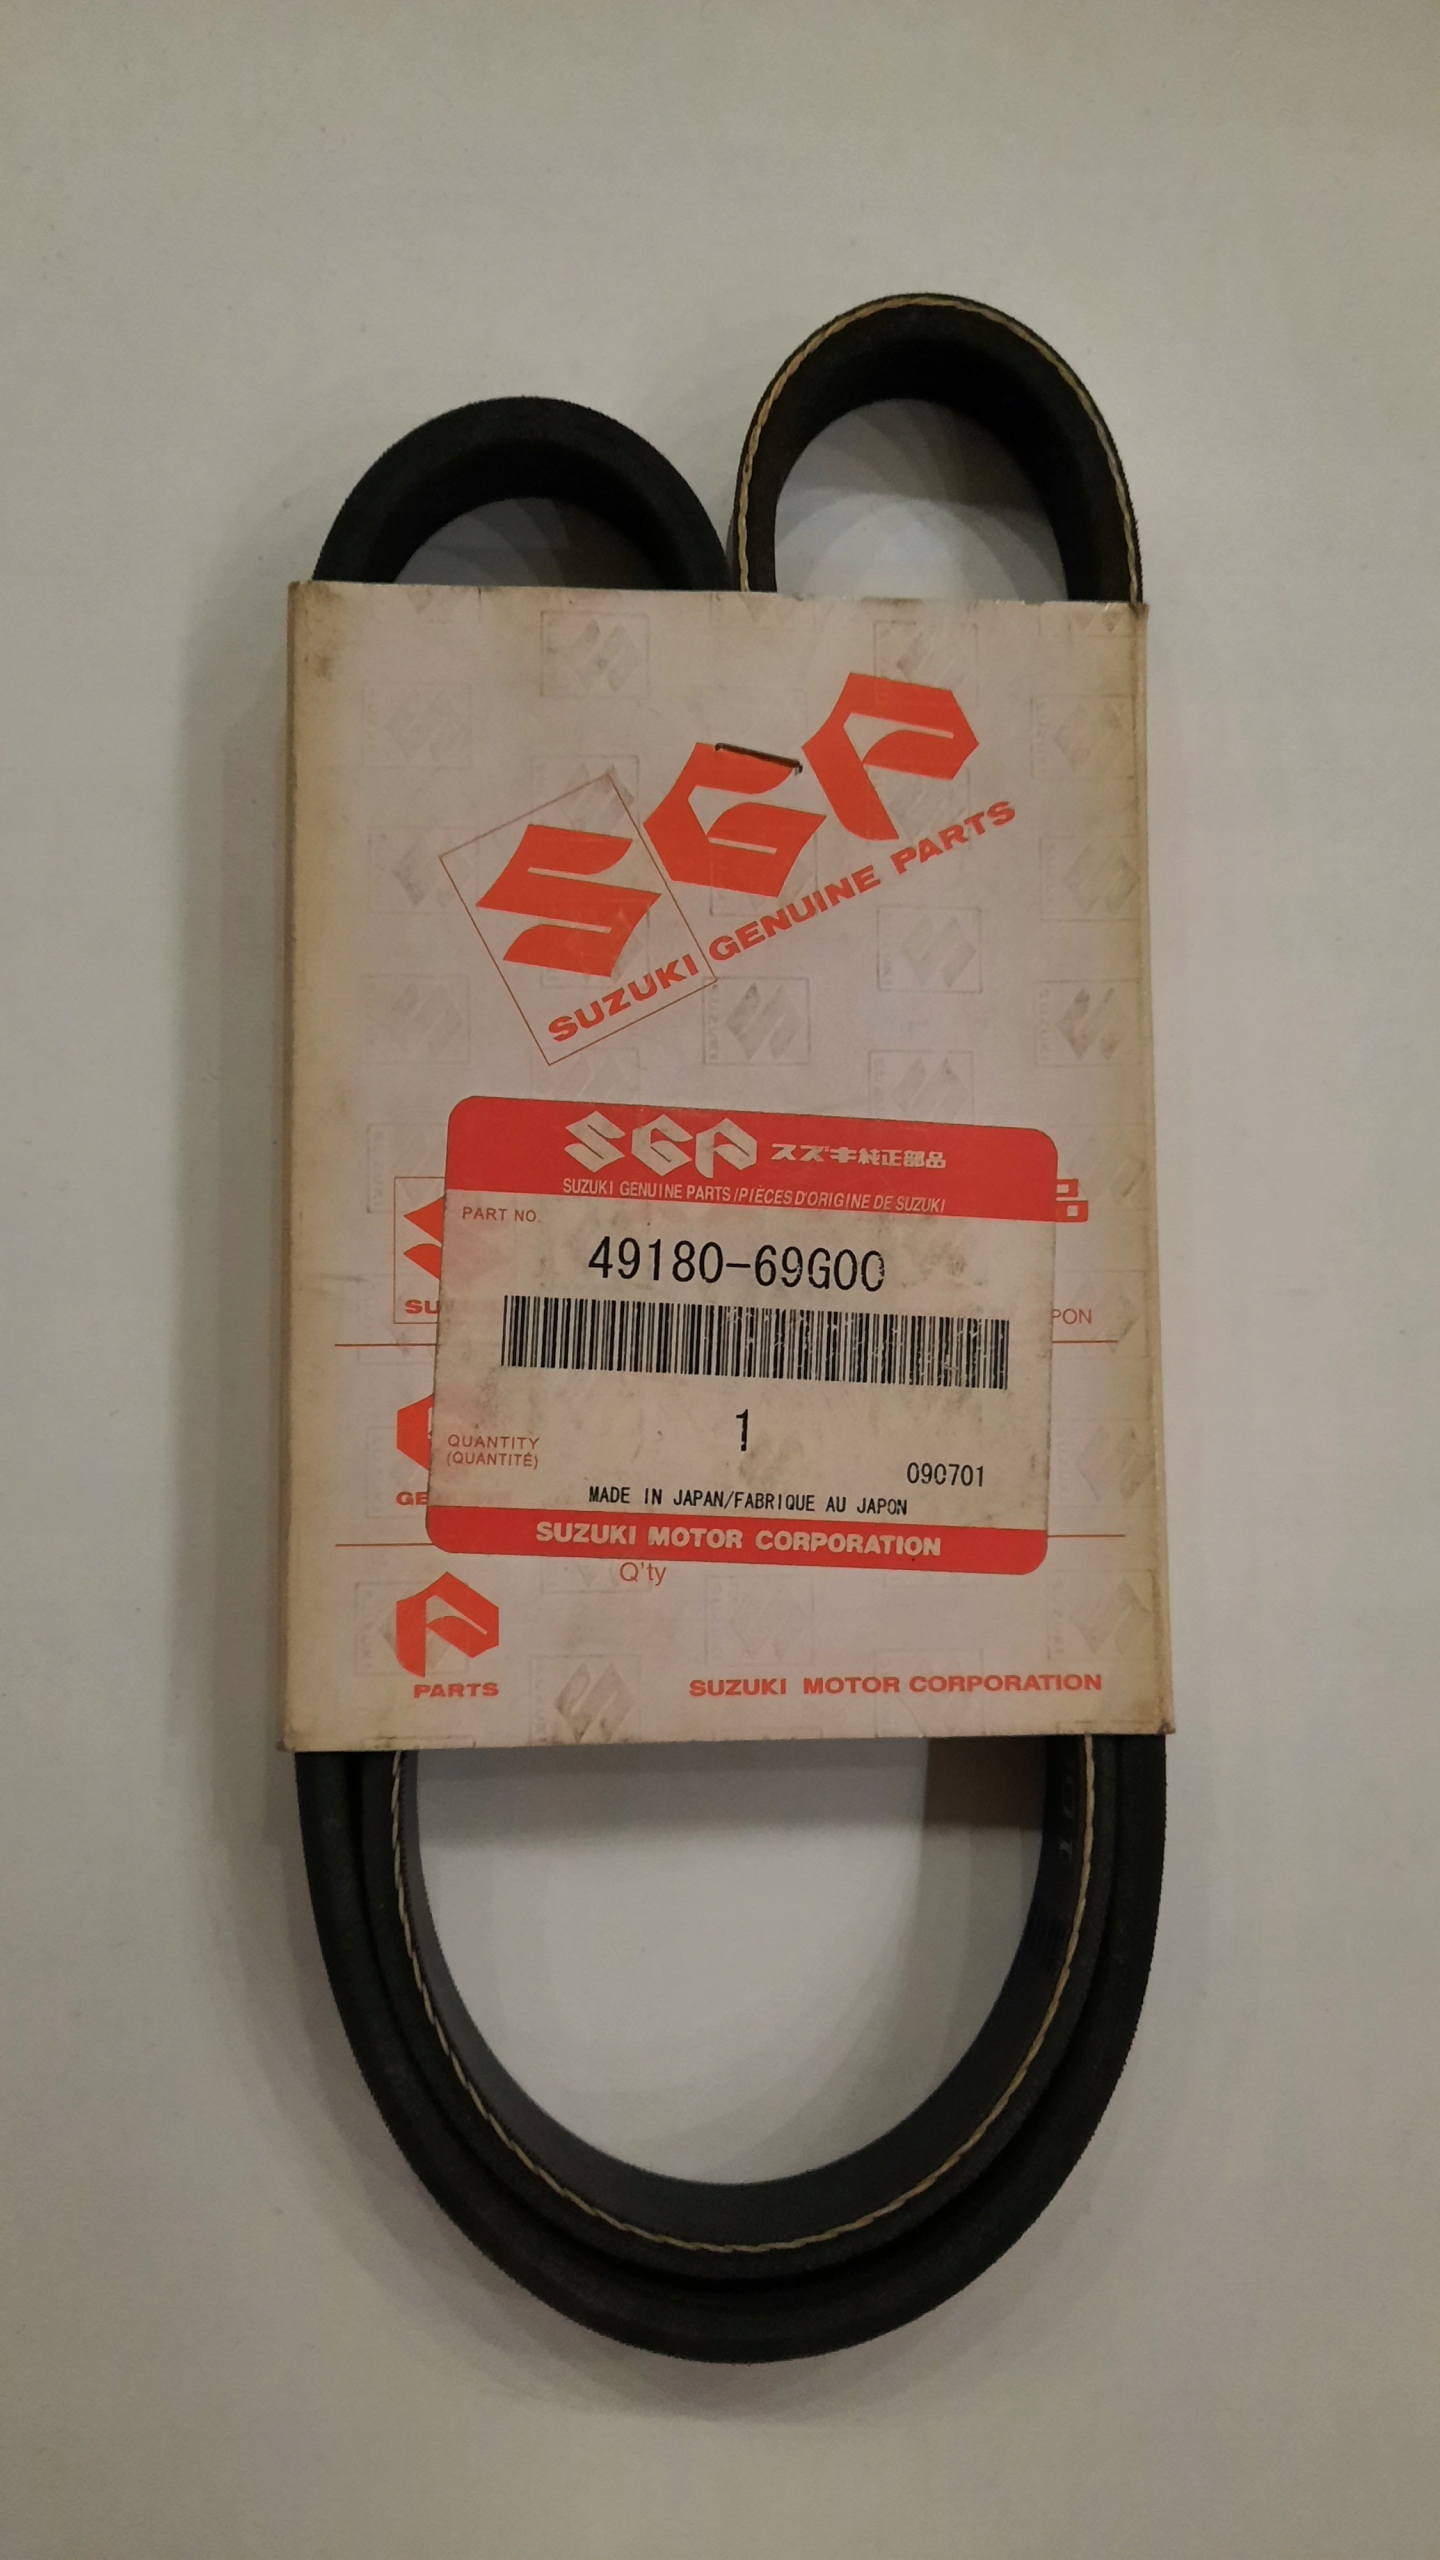 SGP
SUZUKI GENUINE PARTS
SGP スズキ純正部品
SUZUKI GENUINE PARTS/PIÈCES D'ORIGINE DE SUZUKI
PART NO.
49180-69G00
1
QUANTITY
(QUANTITÉ)
090701
MADE IN JAPAN/FABRIQUE AU JAPON
SUZUKI MOTOR CORPORATION
Q'ty
PARTS
SUZUKI MOTOR CORPORATION